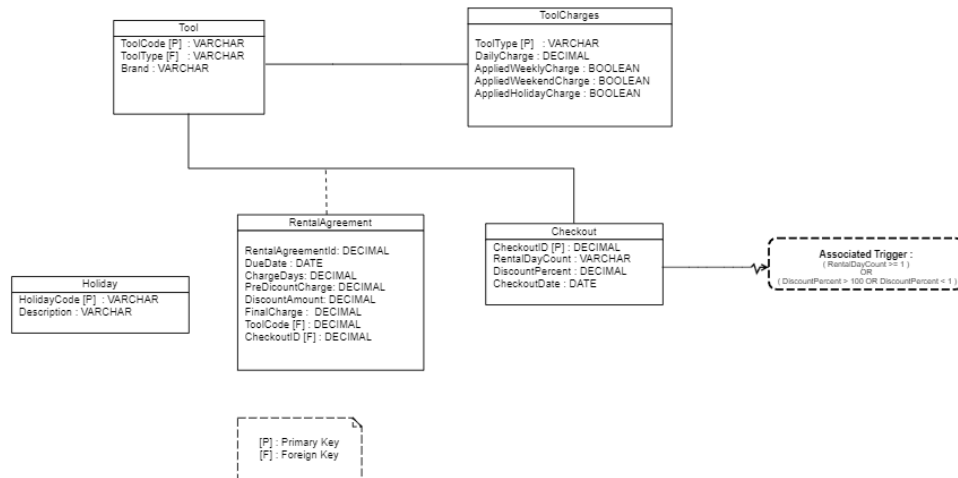 Tool
ToolCode [P] : VARCHAR
ToolType [F] : VARCHAR
Brand : VARCHAR
ToolCharges
ToolType [P] : VARCHAR
DailyCharge : DECIMAL
AppliedWeeklyCharge : BOOLEAN
AppliedWeekendCharge : BOOLEAN
AppliedHolidayCharge : BOOLEAN
RentalAgreement
RentalAgreementId: DECIMAL
DueDate : DATE
ChargeDays: DECIMAL
PreDicountCharge: DECIMAL
DiscountAmount: DECIMAL
FinalCharge : DECIMAL
ToolCode [F] : DECIMAL
CheckoutID [F] : DECIMAL
Checkout
CheckoutID [P] : DECIMAL
RentalDayCount : VARCHAR
DiscountPercent : DECIMAL
CheckoutDate : DATE
Associated Trigger :
( RentalDayCount >= 1 )
OR
( DiscountPercent > 100 OR DiscountPercent < 1 )
Holiday
HolidayCode [P] : VARCHAR
Description : VARCHAR
[P] : Primary Key
[F] : Foreign Key